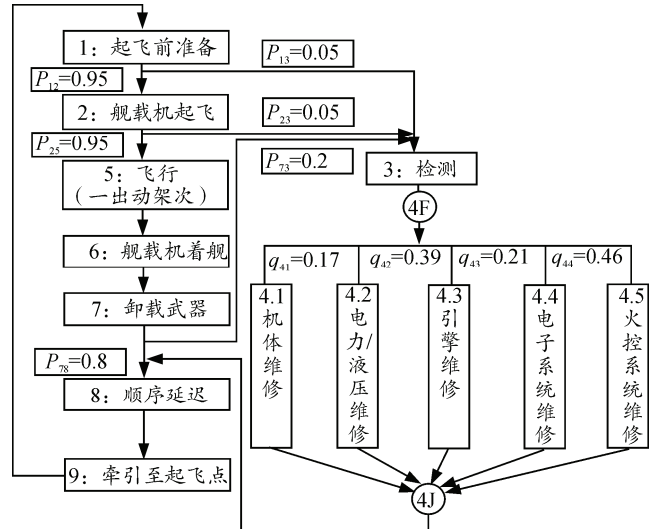 1：起飞前准备
P13=0.05
P12=0.95
2：舰载机起飞
P23=0.05
P25=0.95
5：飞行
（一出动架次）
P73=0.2
3：检测
4F
6：舰载机着舰
q41=0.17
q42=0.39
q43=0.21
q44=0.46
7：卸载武器
4.1
机体维修
4.2
电力/液压维修
4.3
引擎维修
4.4
电子系统维修
4.5
火控系统维修
P78=0.8
8：顺序延迟
9：牵引至起飞点
4J